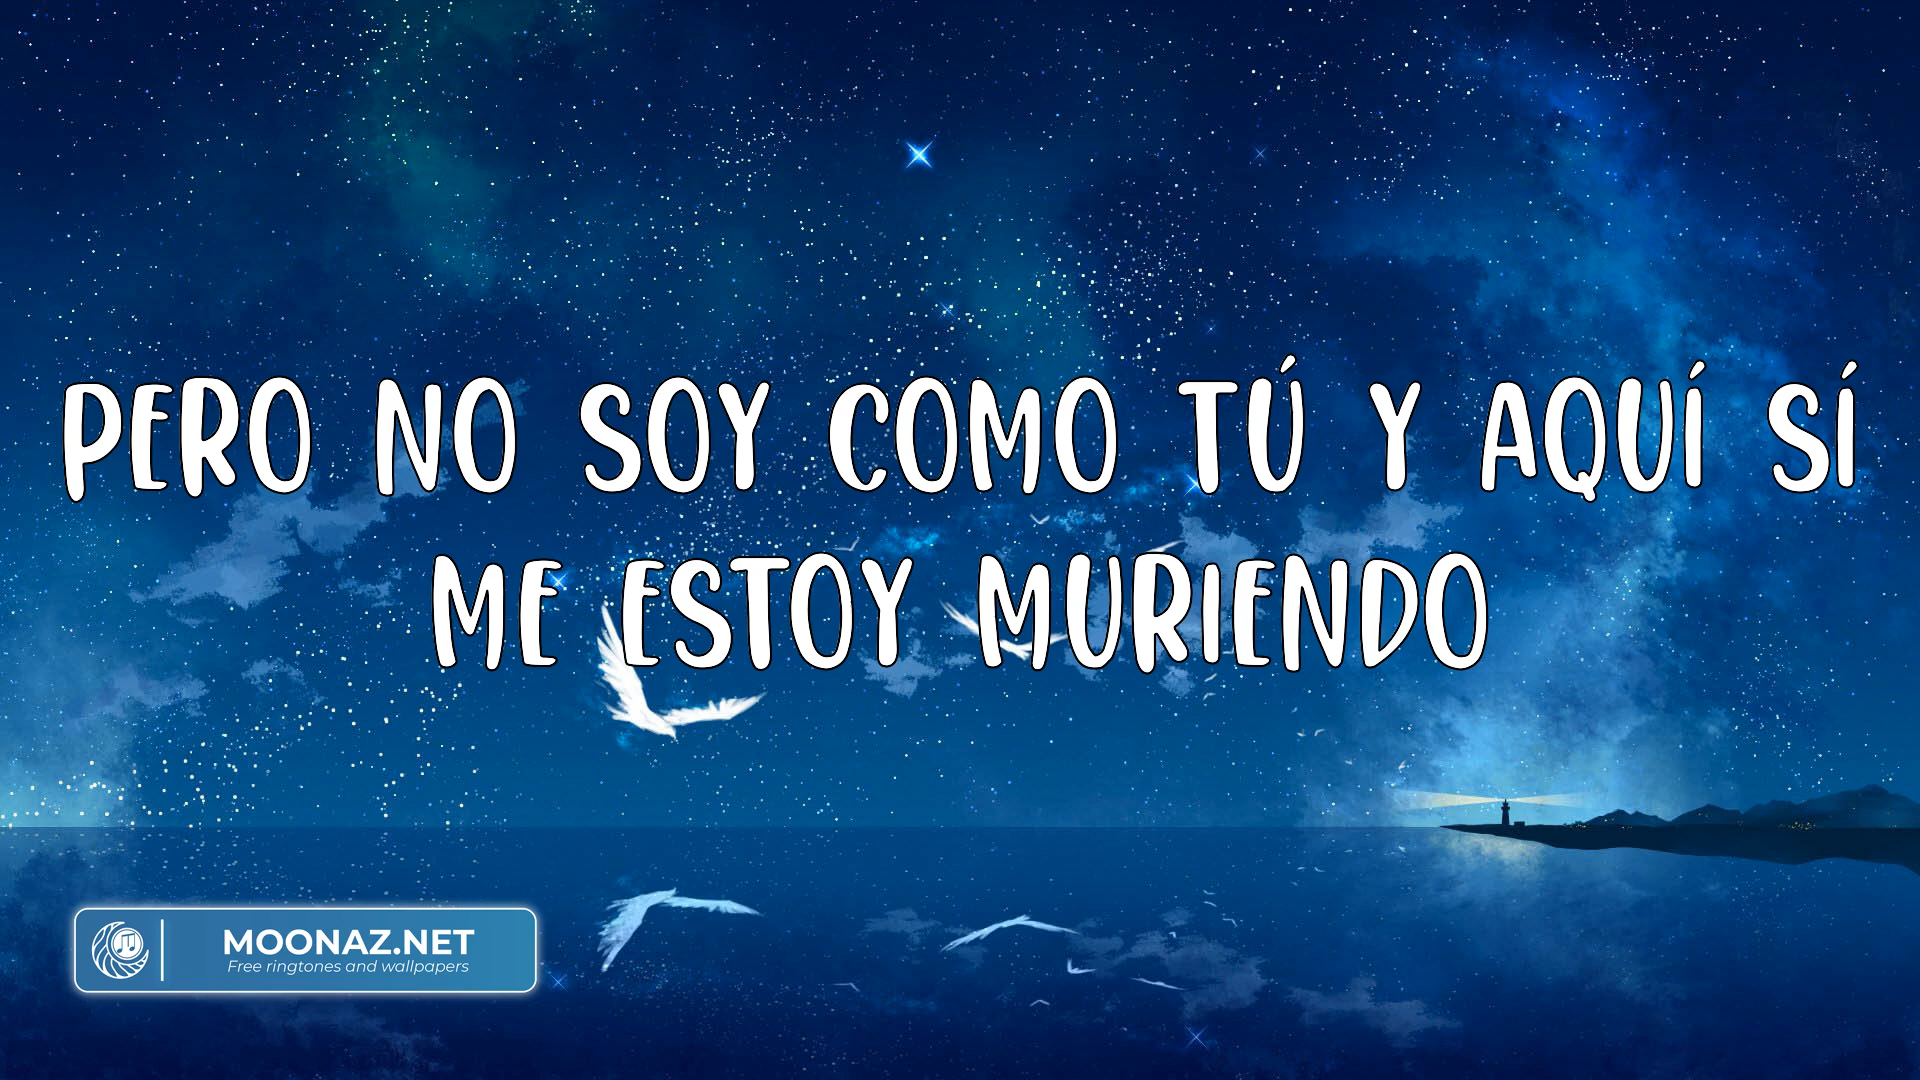 PERO NO SOY COMO TÚ Y AQUÍ SÍ
ME ESTOY MURIENDO
MOONAZ.NET
Free ringtones and wallpapers